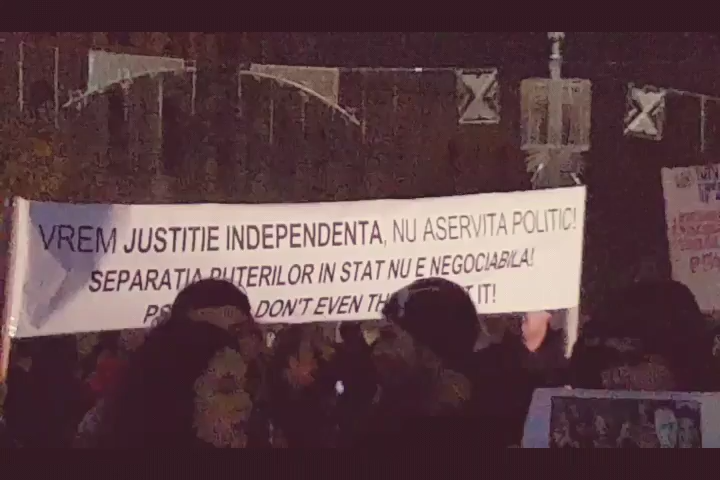 VREM JUSTITIE INDEPENDENTA, NU ASERVITA POLITIC!
SEPARATIA PUTERILOR IN STAT NU E NEGOCIABILA!
DON'T EVEN IT!